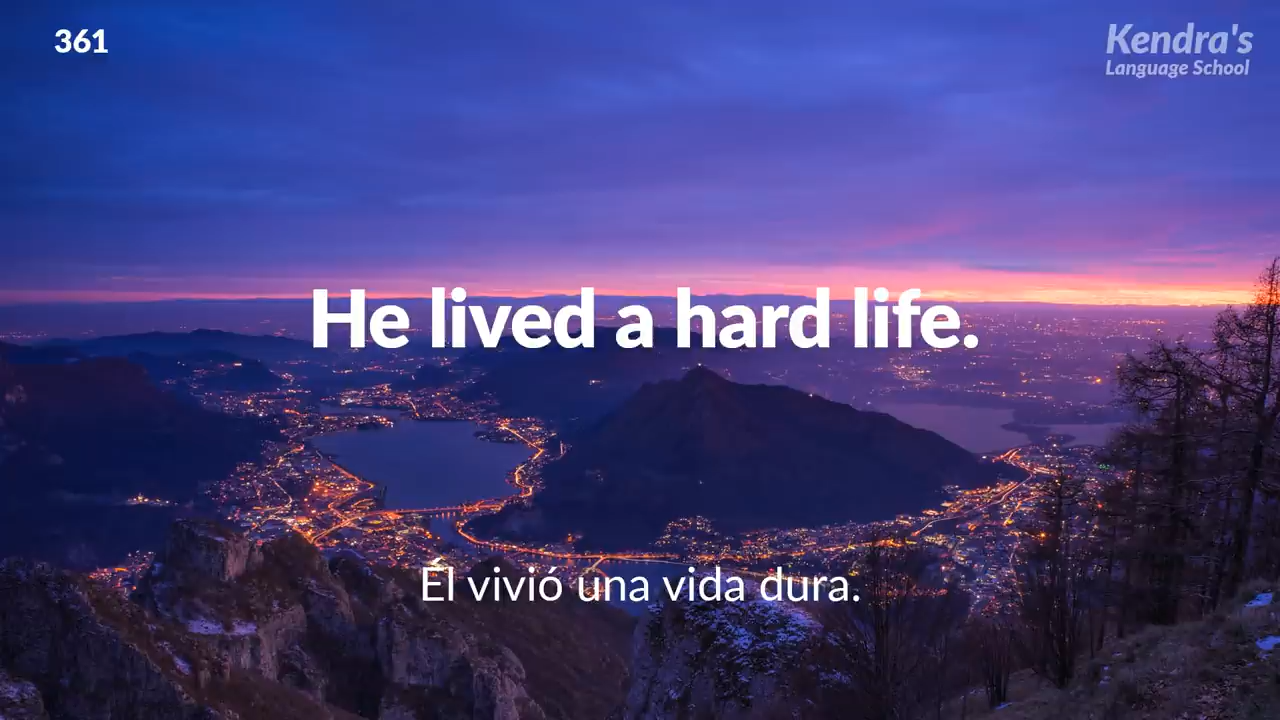 361
Kendra's
Language School
He lived a hard life.
Él vivió una vida dura.